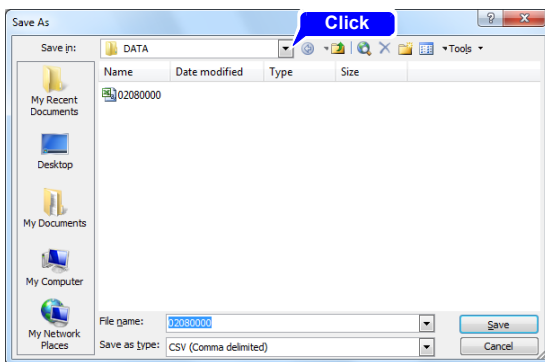 Save As
Click
Save in:
DATA
Tools
Name Date modified Type Size
02080000
My Recent
Documents
Desktop
My Documents
My Computer
My Network
Places
File name:
02080000
Save
Save as type:
CSV (Comma delimited)
Cancel